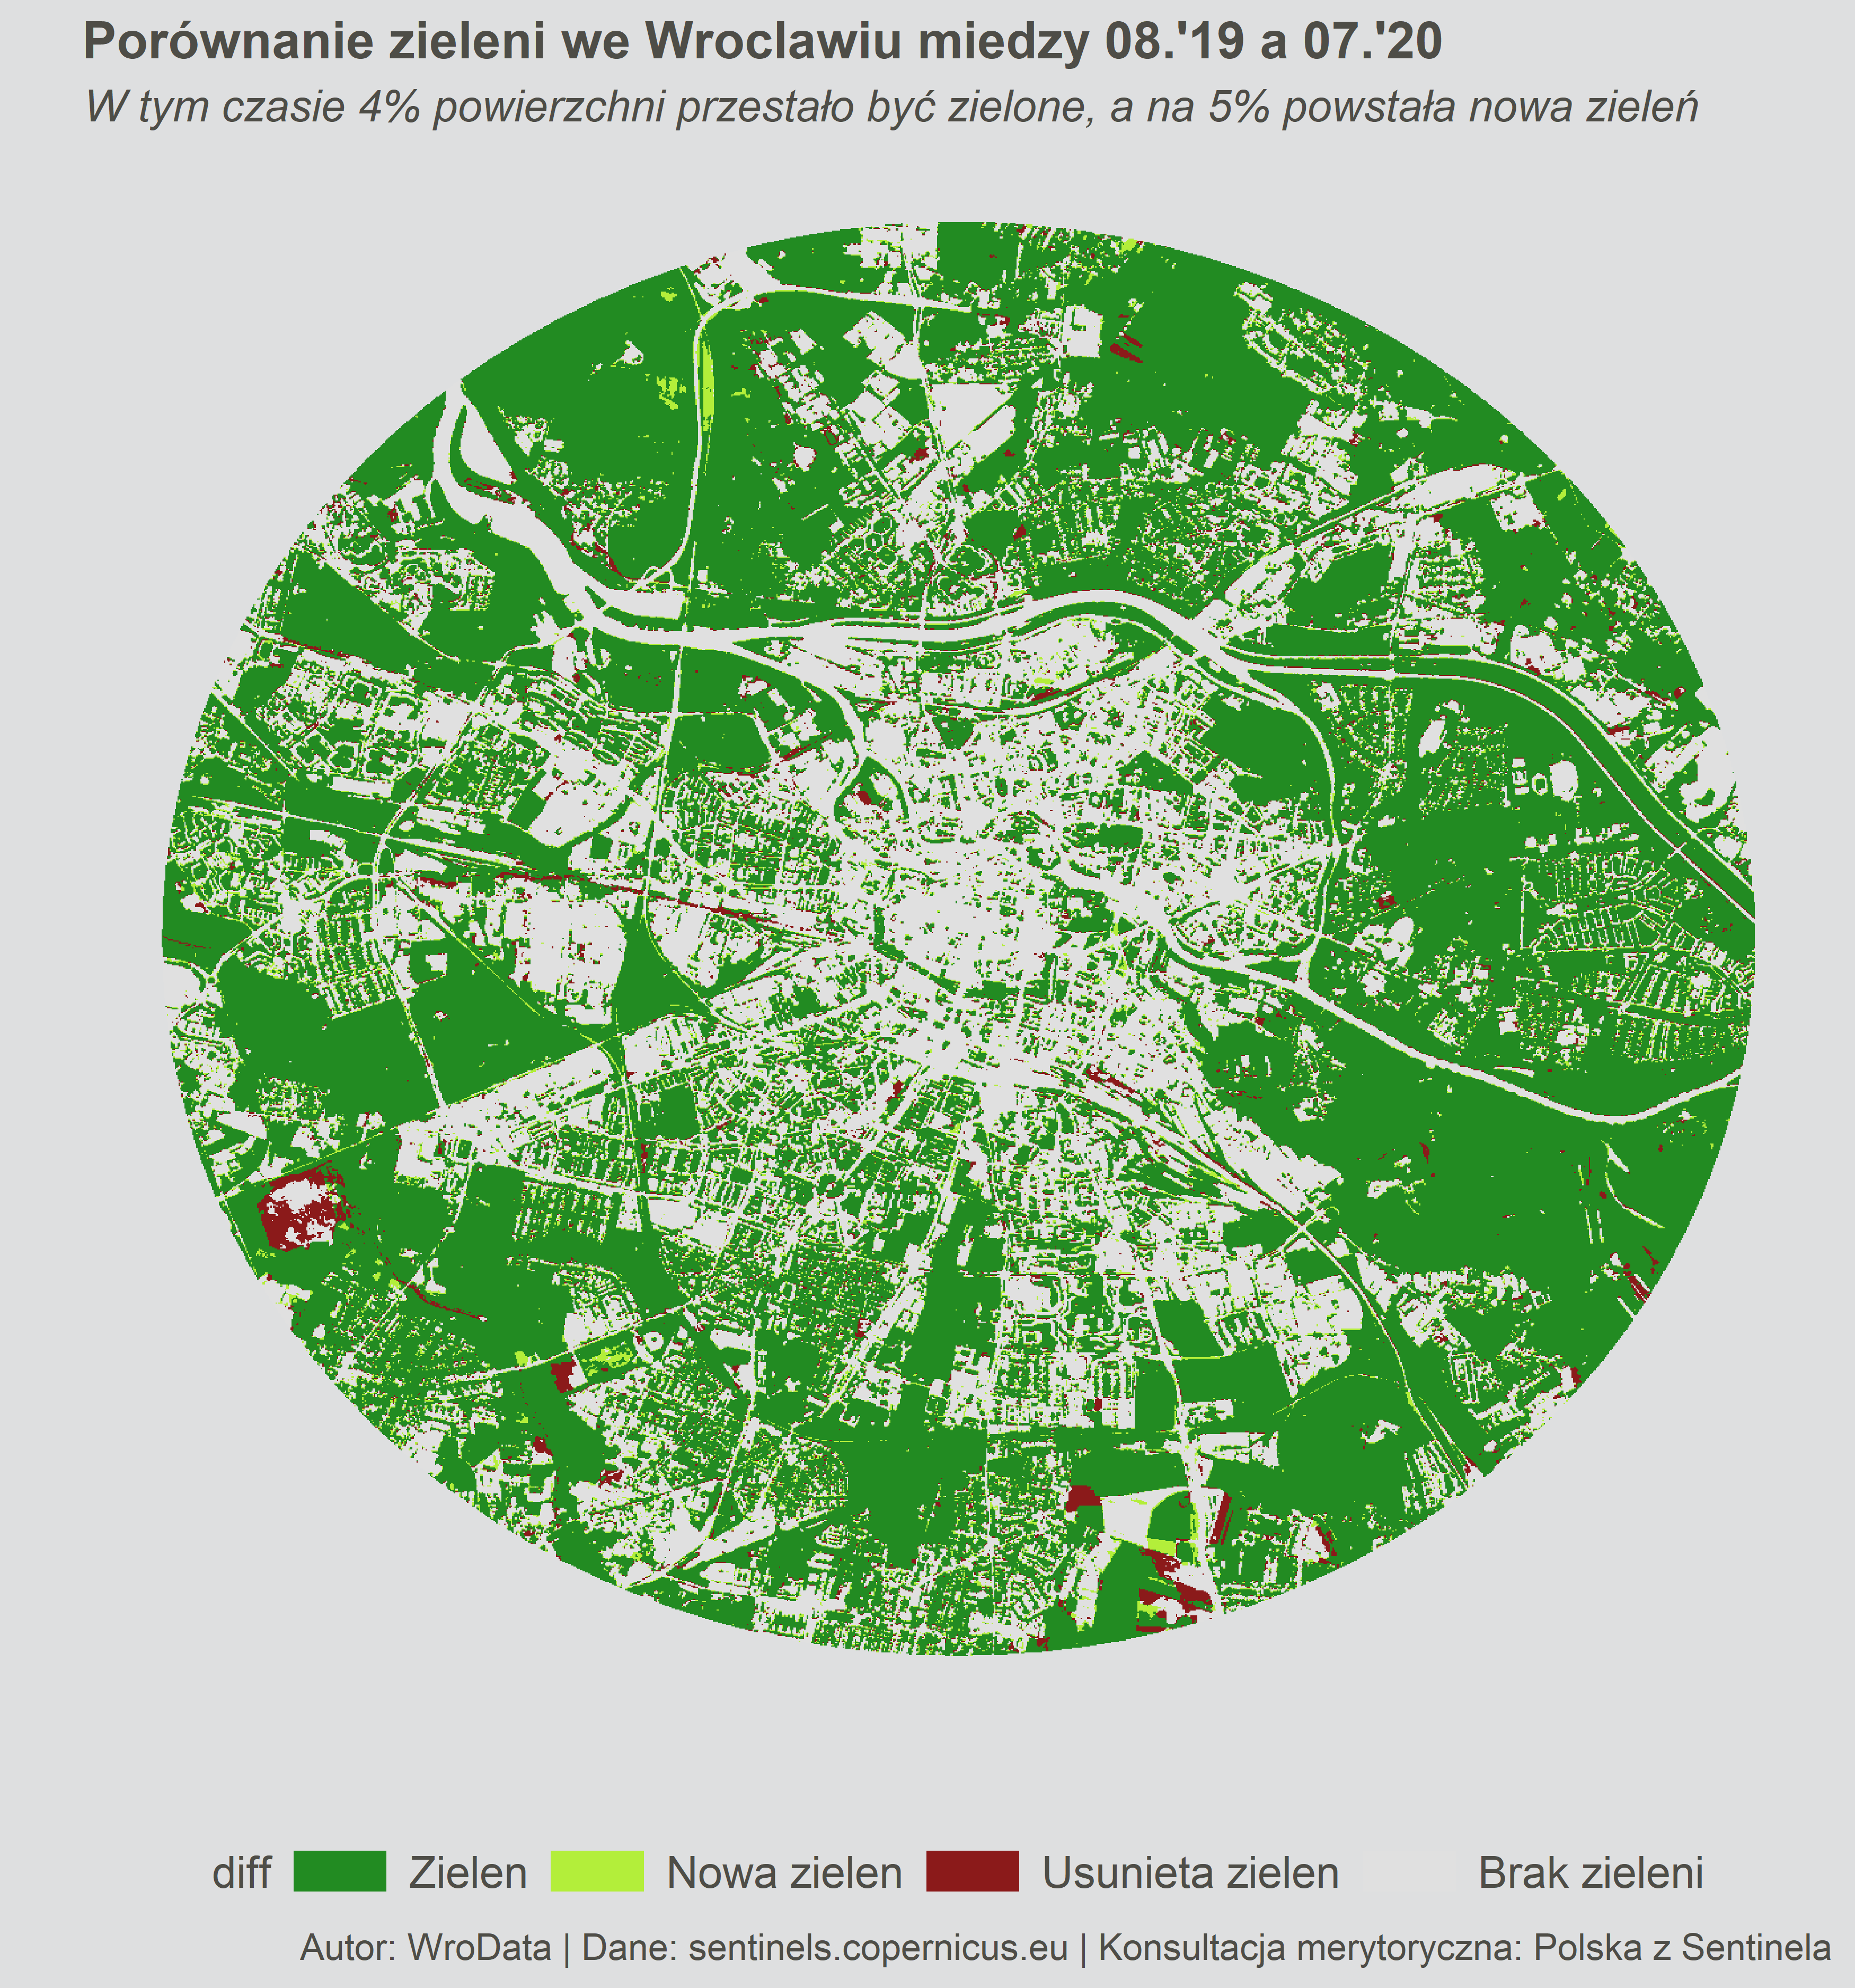 Porównanie zieleni we Wroclawiu miedzy 08.'19 a 07.'20
W tym czasie 4% powierzchni przestało być zielone, a na 5% powstała nowa zieleń
diff Zielen Nowa zielen Usunieta zielen Brak zieleni
Autor: WroData | Dane: sentinels.copernicus.eu | Konsultacja merytoryczna: Polska z Sentinela